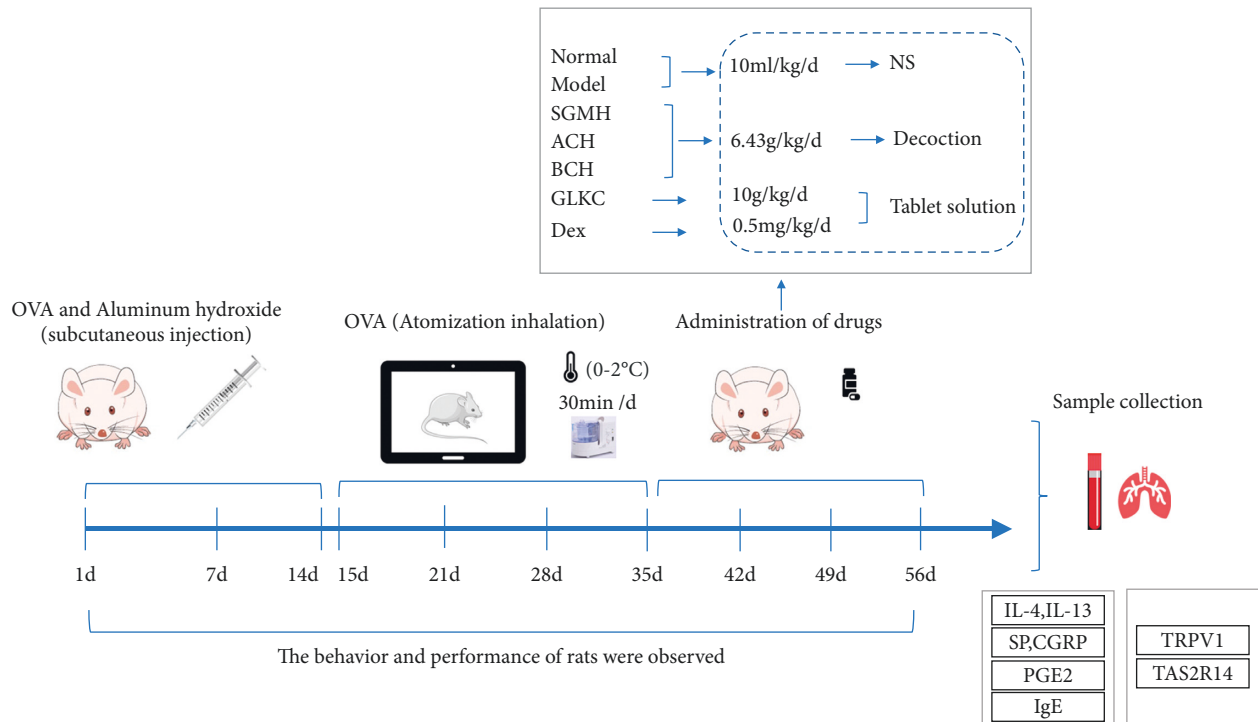 Normal
Model
SGMH
ACH
BCH
GLKC
Dex
10ml/kg/d
NS
6.43g/kg/d
Decoction
10g/kg/d
0.5mg/kg/d
Tablet solution
OVA and Aluminum hydroxide
(subcutaneous injection)
OVA (Atomization inhalation)
(0-2°C)
30min /d
Administration of drugs
Sample collection
1d
7d
14d
15d
21d
28d
35d
42d
49d
56d
The behavior and performance of rats were observed
IL-4,IL-13
SP,CGRP
PGE2
IgE
TRPV1
TAS2R14